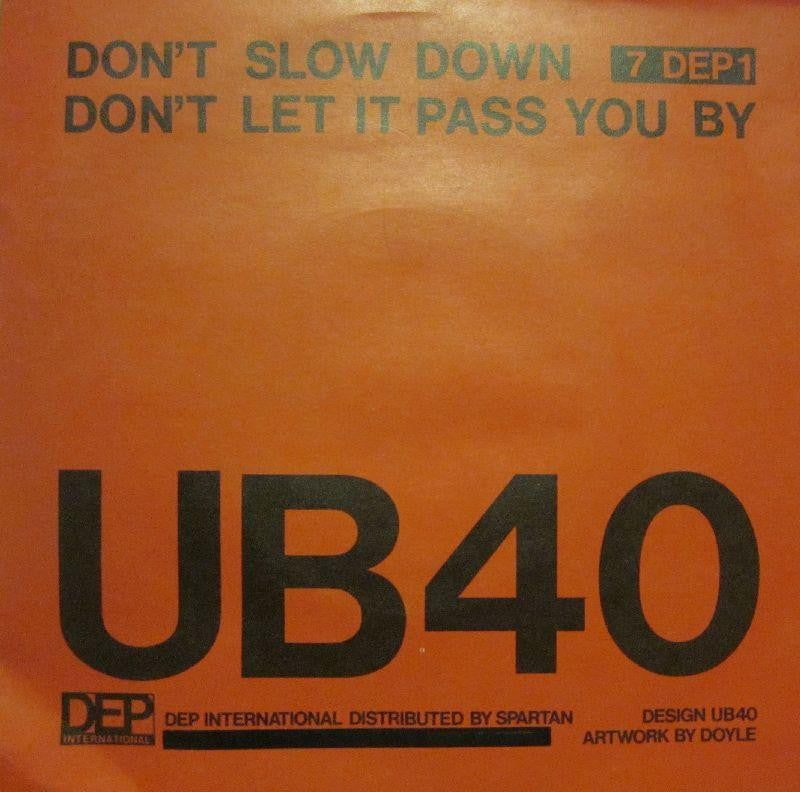 DON'T SLOW DOWN 7 DEP1
DON'T LET IT PASS YOU BY
UB40
DEP
INTERNATIONAL
DEP INTERNATIONAL DISTRIBUTED BY SPARTAN
DESIGN UB40
ARTWORK BY DOYLE